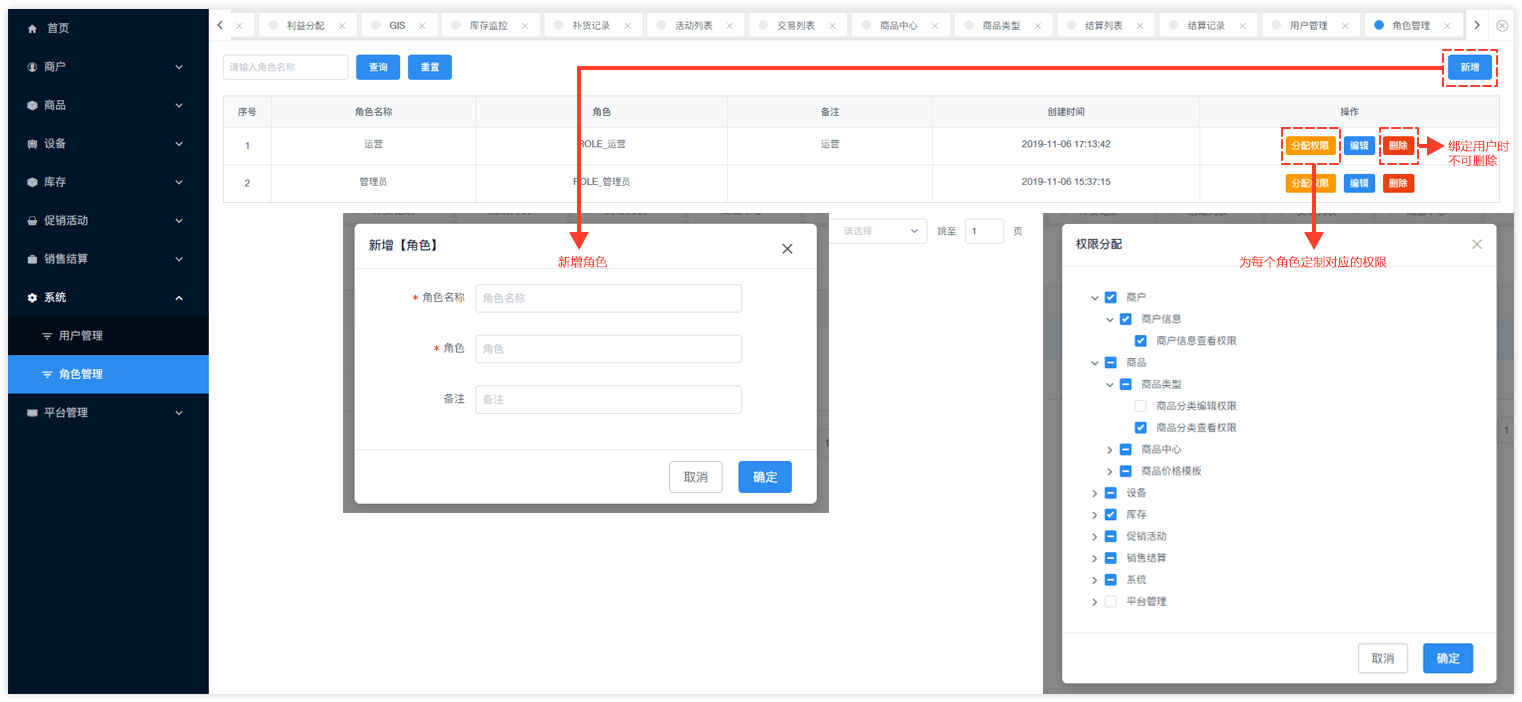 首页
商户
商品
设备
库存
促销活动
销售结算
系统
用户管理
角色管理
平台管理
利益分配 GIS 库存监控 补货记录 活动列表 交易列表 商品中心 商品类型 结算列表 结算记录 用户管理 角色管理
请输入角色名称 查询 重置 新增
序号 角色名称 角色 备注 创建时间 操作
1 运营 ROLE_运营 运营 2019-11-06 17:13:42 分配权限 编辑 删除
2 管理员 ROLE_管理员 2019-11-06 15:37:15 分配权限 编辑 删除
绑定用户时
不可删除
请选择 跳至 1 页
新增【角色】
新增角色
* 角色名称 角色名称
* 角色 角色
备注 备注
取消 确定
权限分配
为每个角色定制对应的权限
商户
商户信息
商户信息查看权限
商品
商品类型
商品分类编辑权限
商品分类查看权限
商品中心
商品价格模板
设备
库存
促销活动
销售结算
系统
平台管理
1
取消 确定